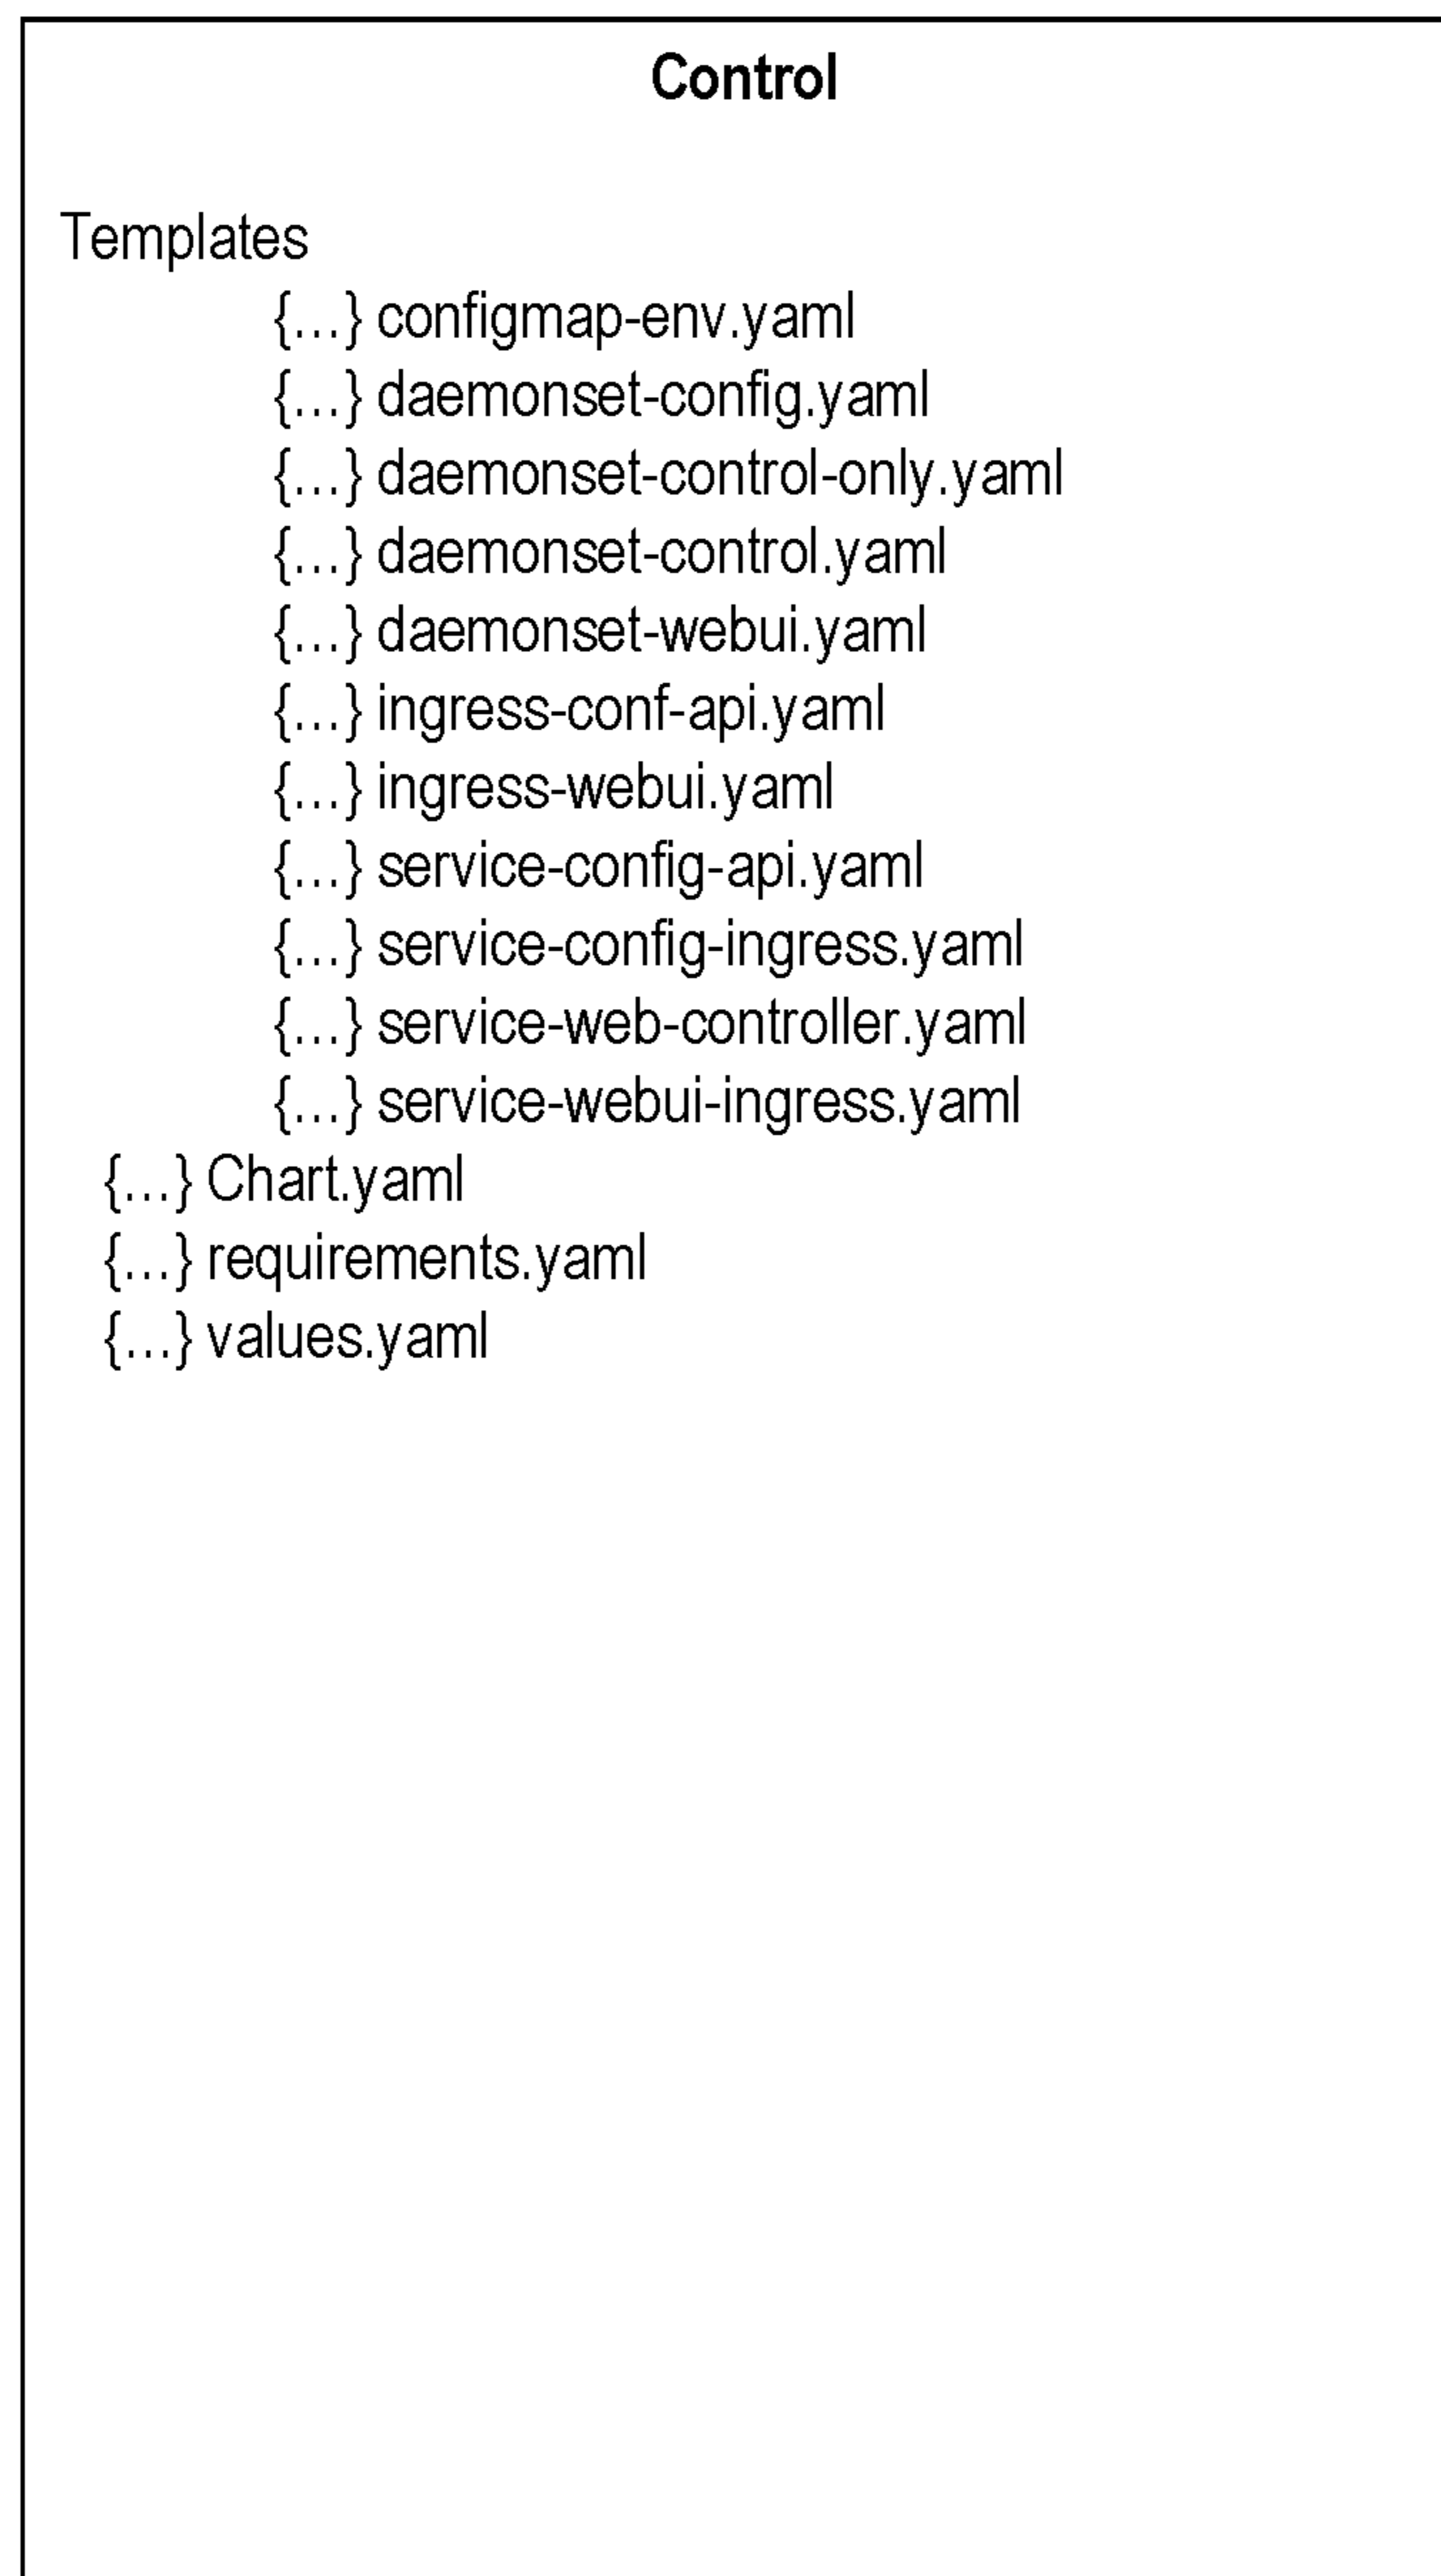 Control
Templates
{...} configmap-env.yaml
{...} daemonset-config.yaml
{...} daemonset-control-only.yaml
{...} daemonset-control.yaml
{...} daemonset-webui.yaml
{...} ingress-conf-api.yaml
{...} ingress-webui.yaml
{...} service-config-api.yaml
{...} service-config-ingress.yaml
{...} service-web-controller.yaml
{...} service-webui-ingress.yaml
{...} Chart.yaml
{...} requirements.yaml
{...} values.yaml